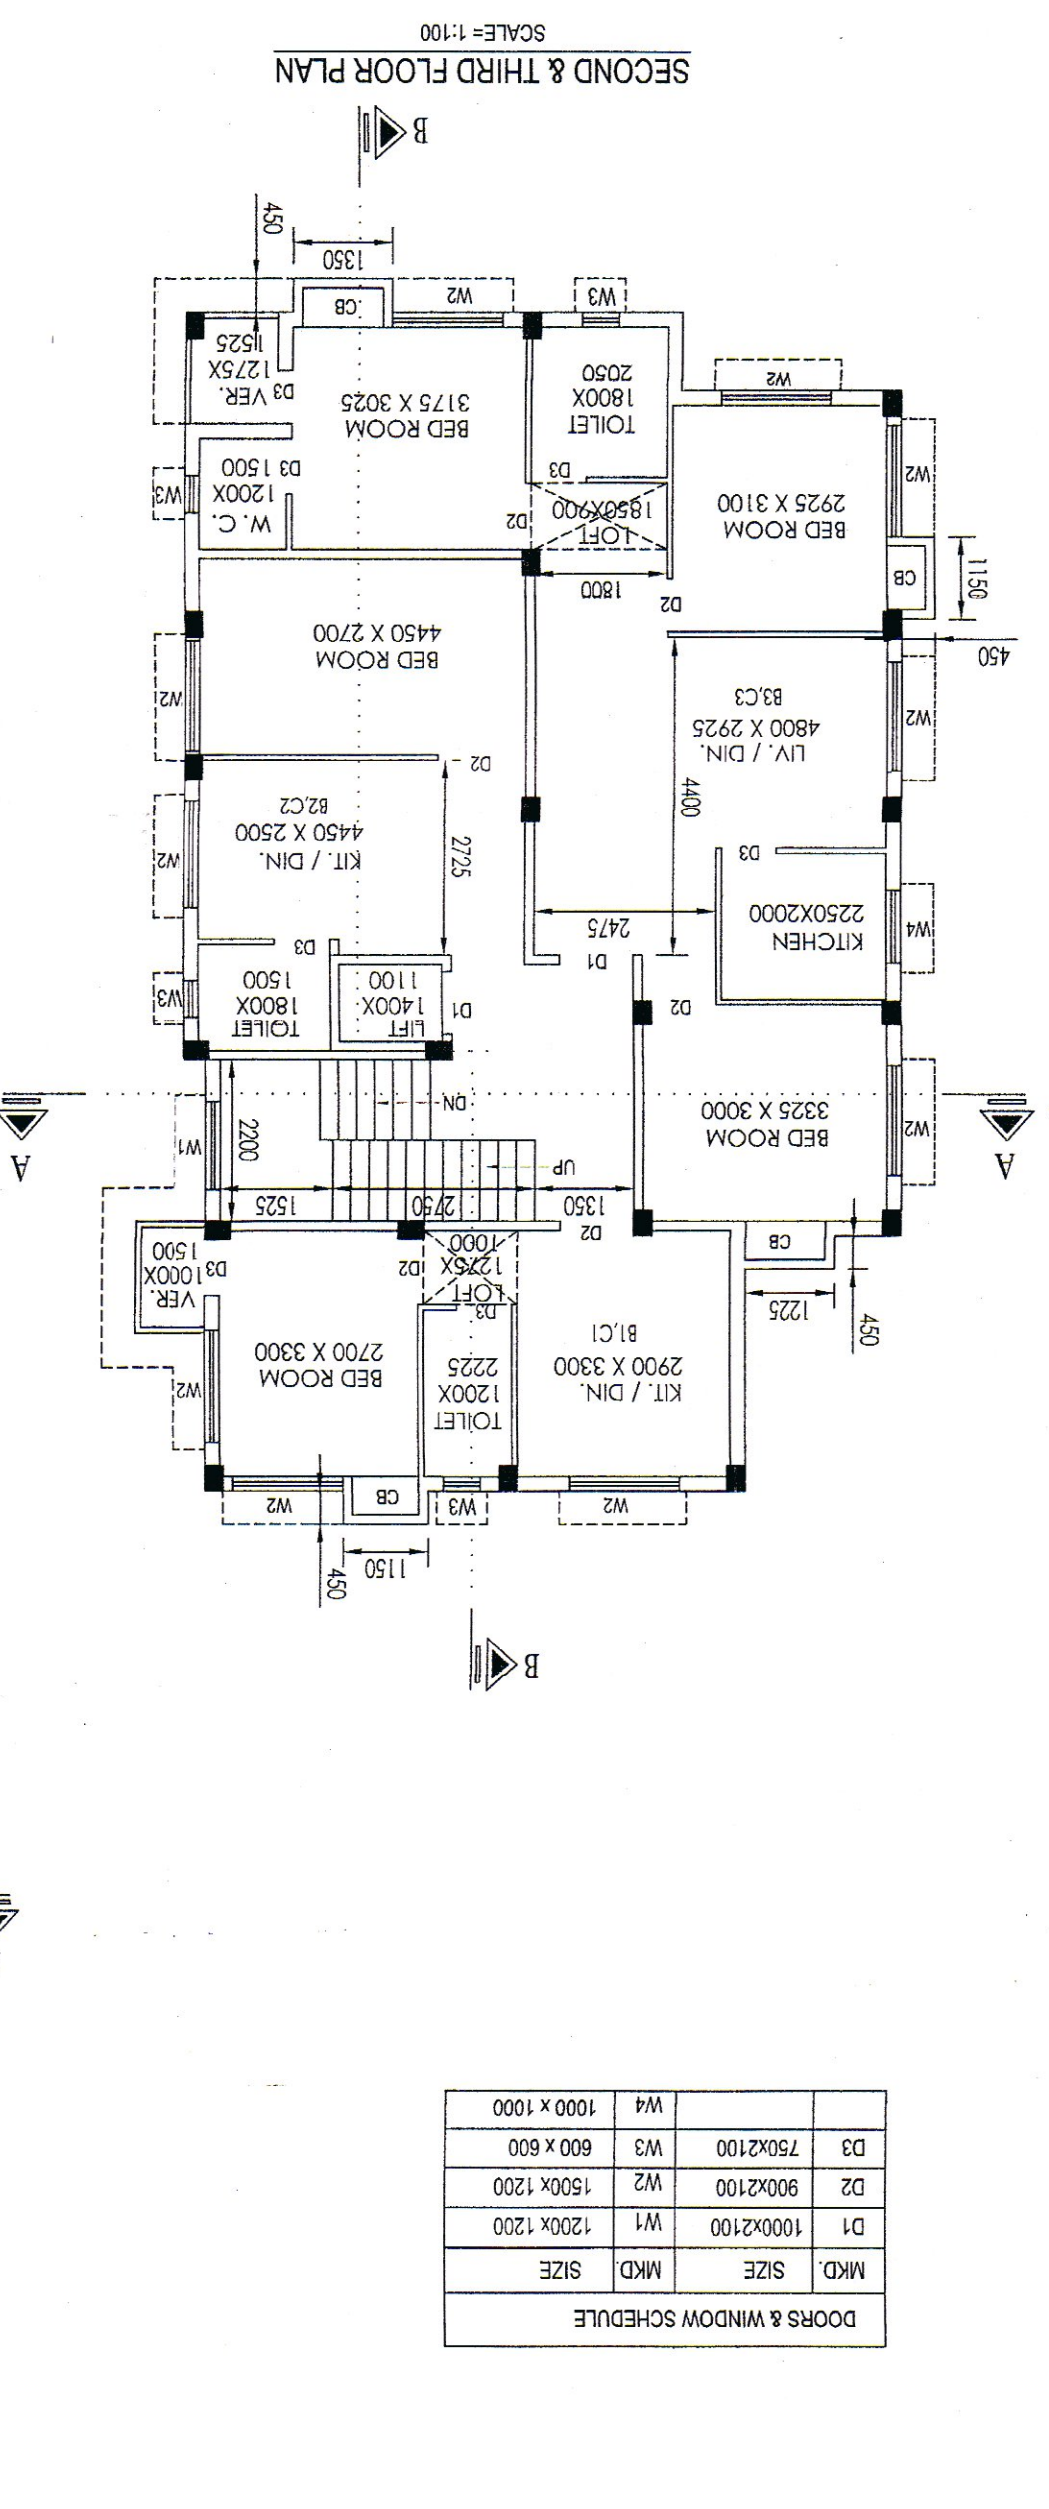 DOORS & WINDOW SCHEDULE
MKD. SIZE MKD. SIZE
D1 1000x2100 W1 1200x 1200
D2 900x2100 W2 1500x 1200
D3 750x2100 W3 600 x 600
W4 1000 x 1000
B
450
1150
W2
W3
CB
W2
KIT. / DIN.
2900 X 3300
B1,C1
TOILET
1200X
2225
D3
BED ROOM
2700 X 3300
W2
450
1225
CB
LOFT
1275X
1000
D2
D2
VER.
1000X
1500
D3
1350
2750
1525
UP
DN
2200
W1
A
A
W2
BED ROOM
3325 X 3000
D2
D1
D1
LIFT
1400X
1100
TOILET
1800X
1500
D3
W3
W4
KITCHEN
2250X2000
D3
2475
4400
2725
KIT. / DIN.
4450 X 2500
B2,C2
W2
W2
LIV. / DIN.
4800 X 2925
B3,C3
D2
BED ROOM
4450 X 2700
W2
450
1150
CB
D2
1800
LOFT
1850X900
D2
W.C.
1200X
1500
D3
W3
W2
BED ROOM
2925 X 3100
W2
D3
TOILET
1800X
2050
W3
BED ROOM
3175 X 3025
W2
CB
D3
VER.
1275X
1525
1350
450
B
SECOND & THIRD FLOOR PLAN
SCALE= 1:100